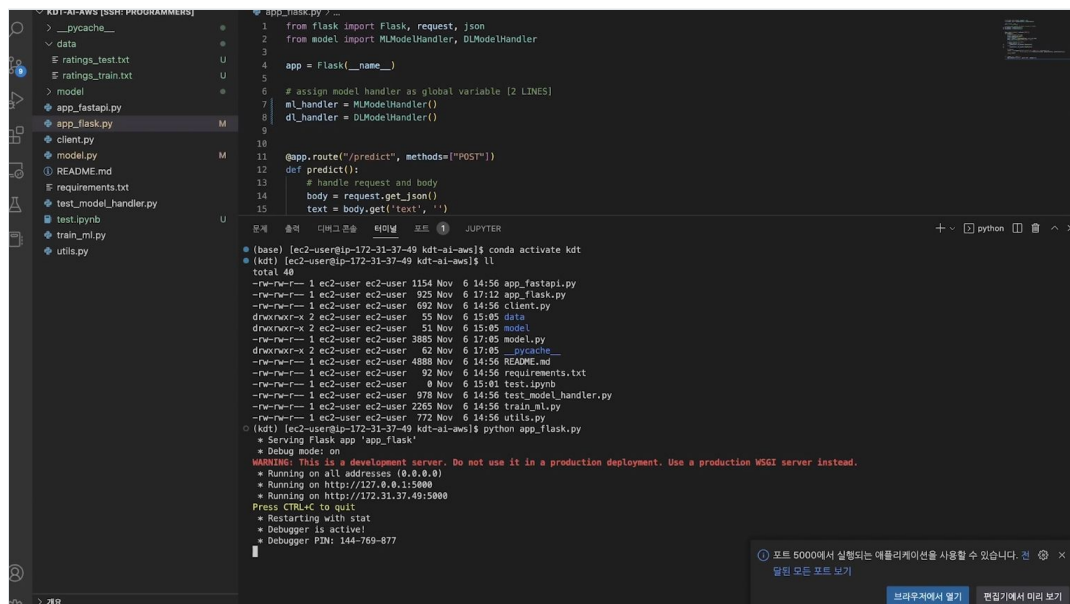 KDT-AI-AWS [SSH: PROGRAMMERS]
> __pycache__
data
ratings_test.txt U
ratings_train.txt U
> model
app_fastapi.py
app_flask.py M
client.py
model.py M
README.md
requirements.txt
test_model_handler.py
test.ipynb U
train_ml.py
utils.py
> 개요
9
app_flask.py > ...
1 from flask import Flask, request, json
2 from model import MLModelHandler, DLModelHandler
3
4 app = Flask(__name__)
5
6 # assign model handler as global variable [2 LINES]
7 ml_handler = MLModelHandler()
8 dl_handler = DLModelHandler()
9
10
11 @app.route("/predict", methods=["POST"])
12 def predict():
13 # handle request and body
14 body = request.get_json()
15 text = body.get('text', '')
문제 출력 디버그 콘솔 터미널 포트 1 JUPYTER
python
(base) [ec2-user@ip-172-31-37-49 kdt-ai-aws]$ conda activate kdt
(kdt) [ec2-user@ip-172-31-37-49 kdt-ai-aws]$ ll
total 40
-rw-rw-r-- 1 ec2-user ec2-user 1154 Nov 6 14:56 app_fastapi.py
-rw-rw-r-- 1 ec2-user ec2-user 925 Nov 6 17:12 app_flask.py
-rw-rw-r-- 1 ec2-user ec2-user 692 Nov 6 14:56 client.py
drwxrwxr-x 2 ec2-user ec2-user 55 Nov 6 15:05 data
drwxrwxr-x 2 ec2-user ec2-user 51 Nov 6 15:05 model
-rw-rw-r-- 1 ec2-user ec2-user 3885 Nov 6 17:05 model.py
drwxrwxr-x 2 ec2-user ec2-user 62 Nov 6 17:05 __pycache__
-rw-rw-r-- 1 ec2-user ec2-user 4888 Nov 6 14:56 README.md
-rw-rw-r-- 1 ec2-user ec2-user 92 Nov 6 14:56 requirements.txt
-rw-rw-r-- 1 ec2-user ec2-user 0 Nov 6 15:01 test.ipynb
-rw-rw-r-- 1 ec2-user ec2-user 978 Nov 6 14:56 test_model_handler.py
-rw-rw-r-- 1 ec2-user ec2-user 2265 Nov 6 14:56 train_ml.py
-rw-rw-r-- 1 ec2-user ec2-user 772 Nov 6 14:56 utils.py
(kdt) [ec2-user@ip-172-31-37-49 kdt-ai-aws]$ python app_flask.py
* Serving Flask app 'app_flask'
* Debug mode: on
WARNING: This is a development server. Do not use it in a production deployment. Use a production WSGI server instead.
* Running on all addresses (0.0.0.0)
* Running on http://127.0.0.1:5000
* Running on http://172.31.37.49:5000
Press CTRL+C to quit
* Restarting with stat
* Debugger is active!
* Debugger PIN: 144-769-877
포트 5000에서 실행되는 애플리케이션을 사용할 수 있습니다. 전
달된 모든 포트 보기
브라우저에서 열기 편집기에서 미리 보기